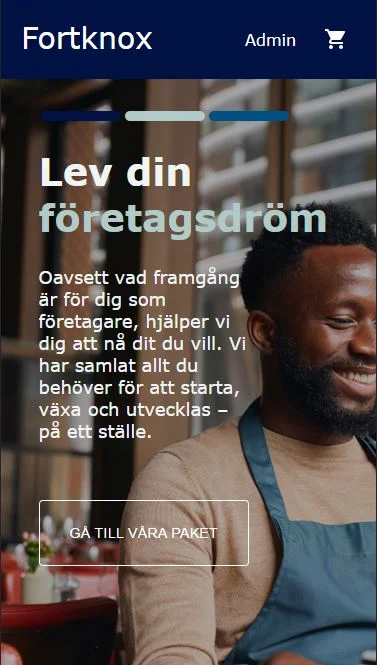 Fortknox
Admin
Lev din
företagsdröm
Oavsett vad framgång
är för dig som
företagare, hjälper vi
dig att nå dit du vill. Vi
har samlat allt du
behöver för att starta,
växa och utvecklas –
på ett ställe.
GÅ TILL VÅRA PAKET